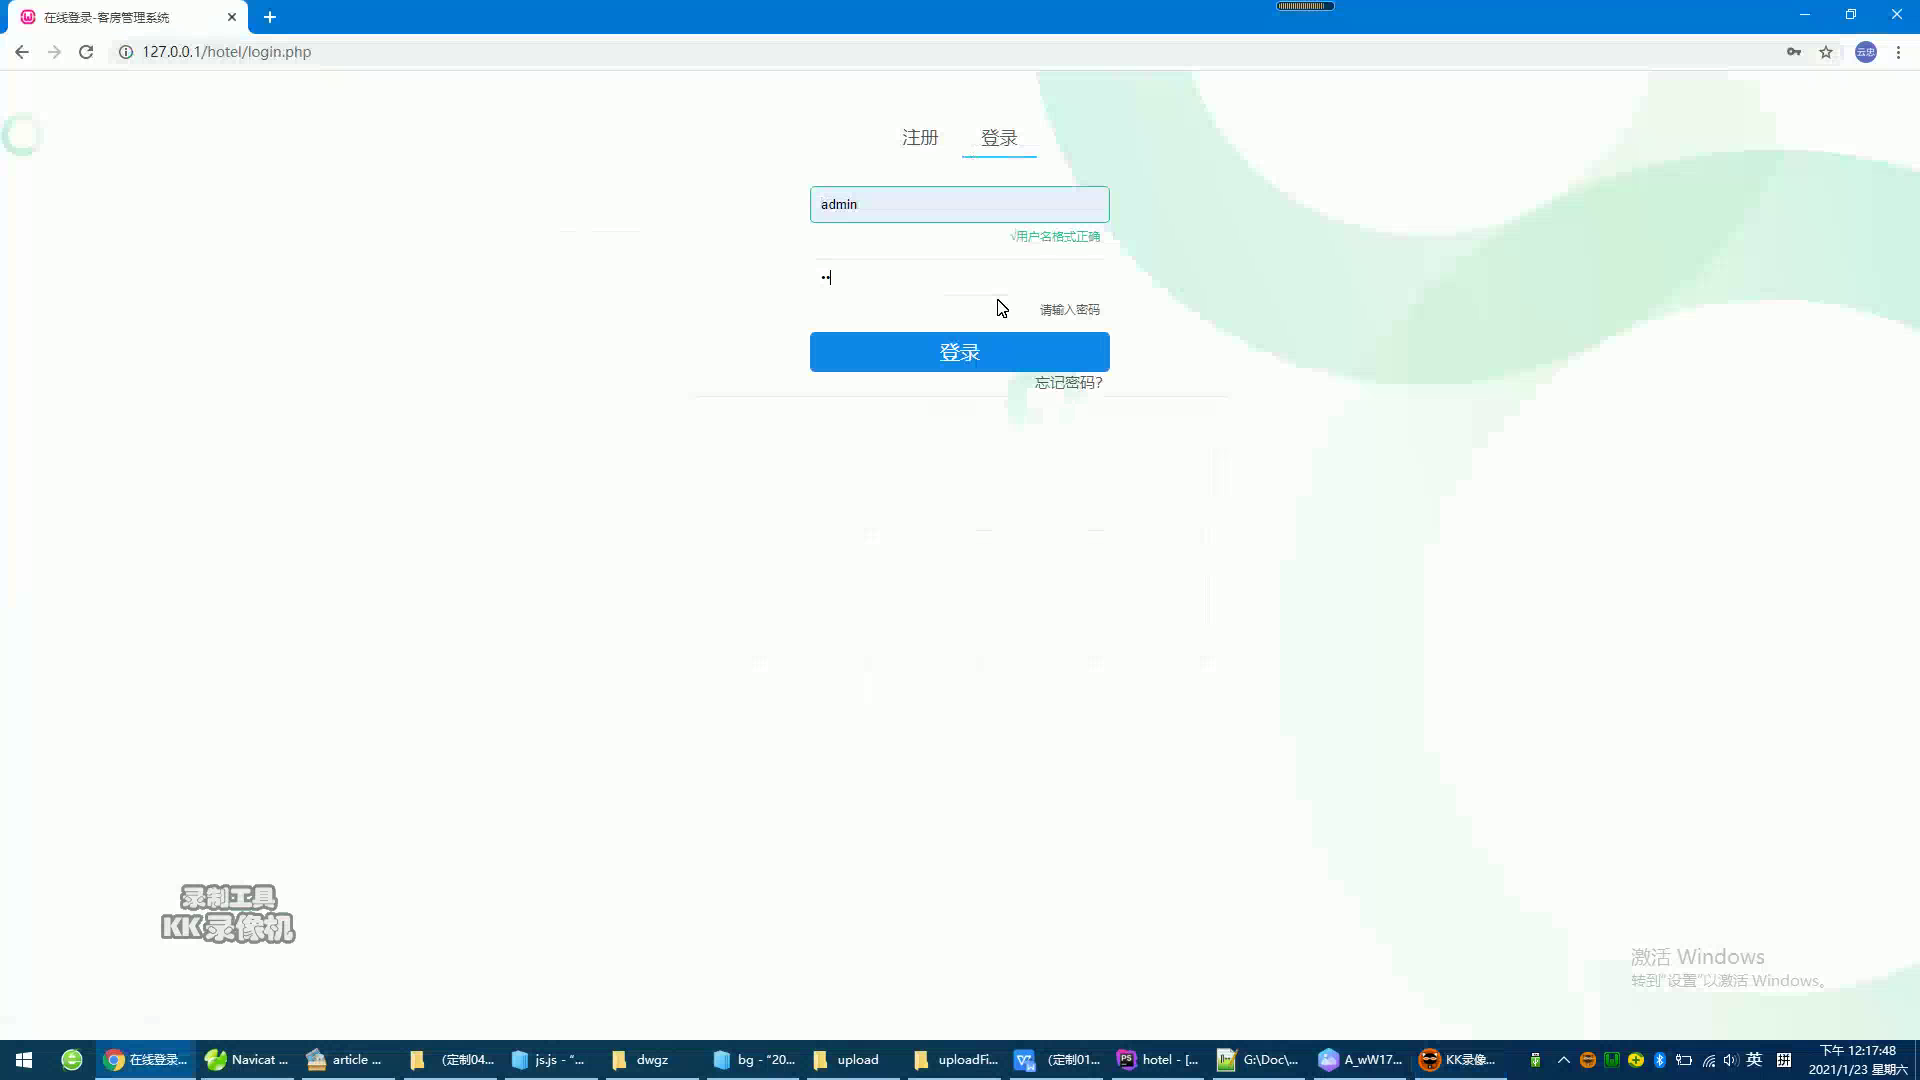 在线登录-客房管理系统
127.0.0.1/hotel/login.php
云忠
注册
登录
admin
√用户名格式正确
请输入密码
登录
忘记密码?
录制工具
KK录像机
激活 Windows
转到"设置"以激活 Windows。
在线登录...
Navicat ...
article ...
(定制04...
js.js - "...
dwgz
bg - "20...
upload
uploadFi...
(定制01...
hotel - [...
G:\Doc\...
A_wW17...
KK录像...
英
拼
下午 12:17:48
2021/1/23 星期六